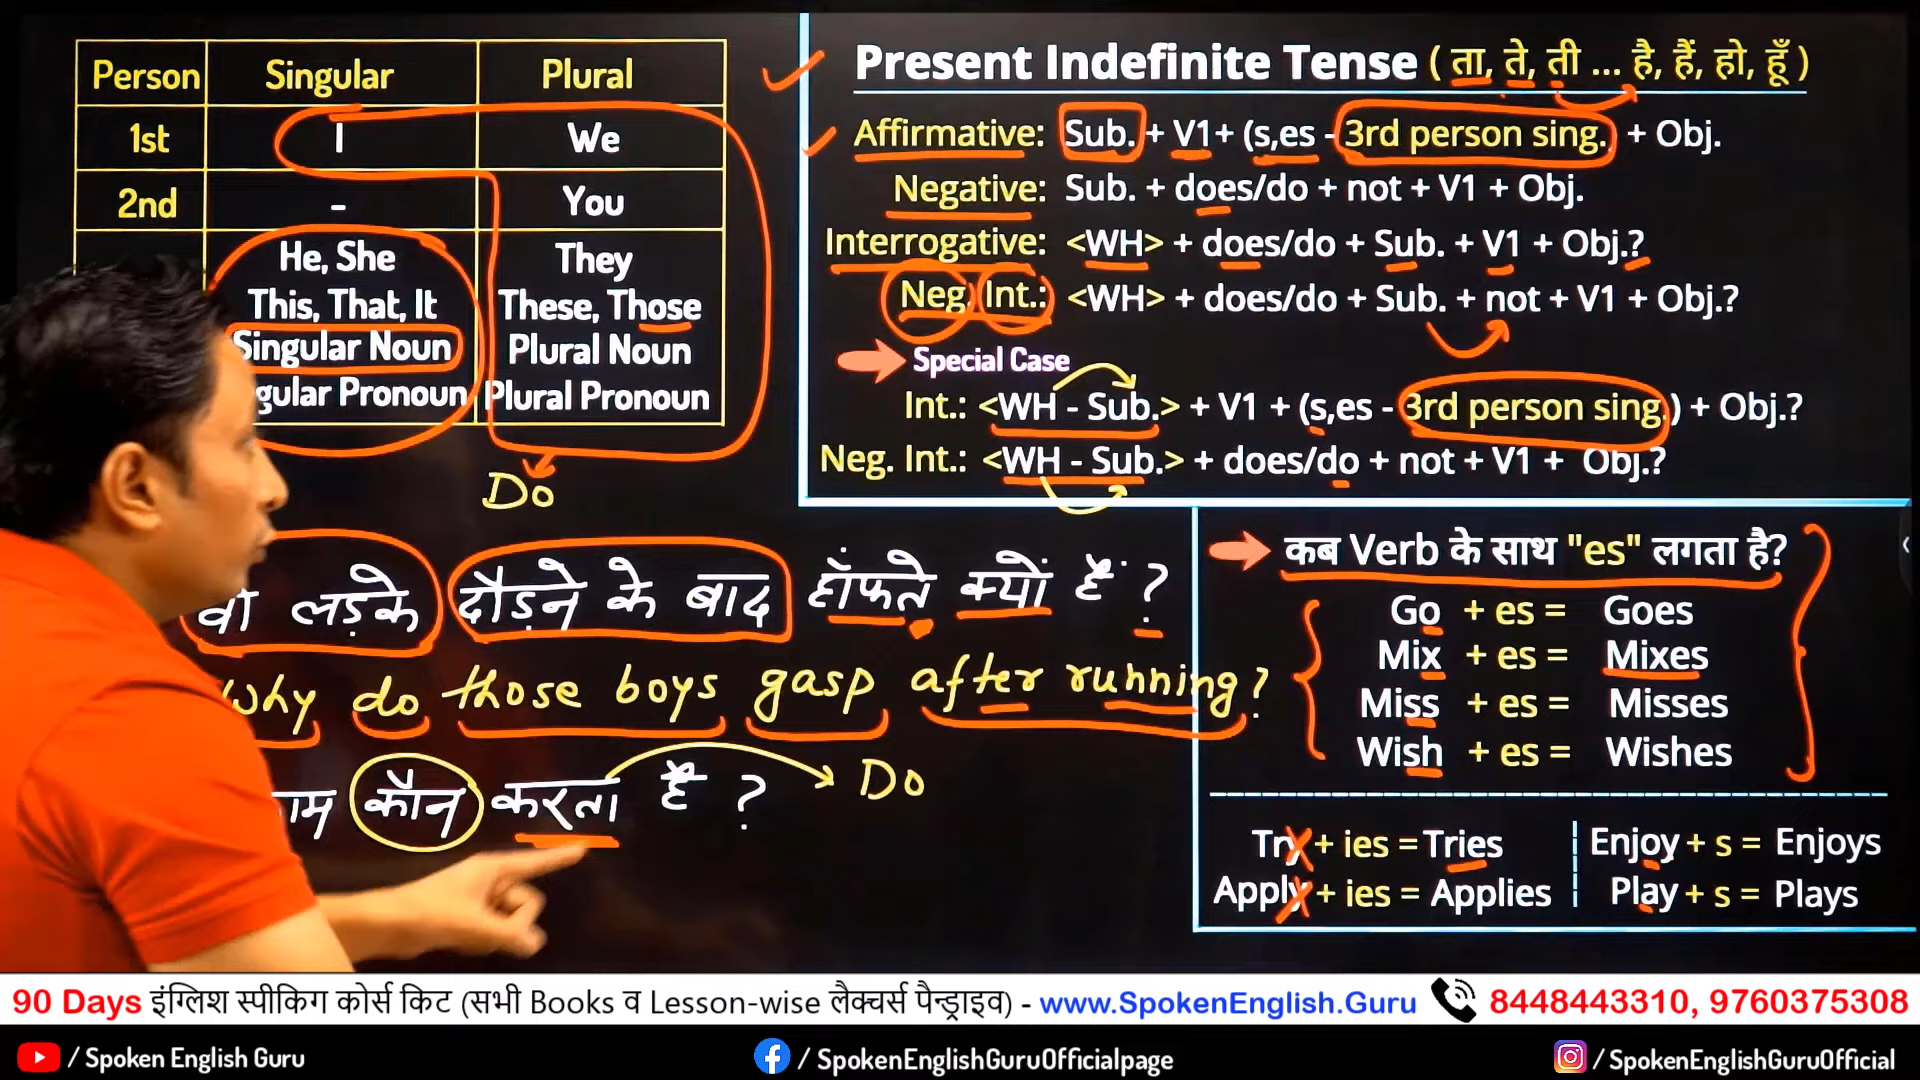 Person Singular Plural
1st I We
2nd - You
He, She They
This, That, It These, Those
Singular Noun Plural Noun
gular Pronoun Plural Pronoun
Do
Present Indefinite Tense ( ता, ते, ती ... है, हैं, हो, हूँ )
Affirmative: Sub. + V1+ (s,es - 3rd person sing. + Obj.
Negative: Sub. + does/do + not + V1 + Obj.
Interrogative: <WH> + does/do + Sub. + V1 + Obj.?
Neg. Int.: <WH> + does/do + Sub. + not + V1 + Obj.?
Special Case
Int.: <WH - Sub.> + V1 + (s,es - 3rd person sing.) + Obj.?
Neg. Int.: <WH - Sub.> + does/do + not + V1 + Obj.?
वो लड़के दौड़ने के बाद हाँफते क्यों हैं ?
Why do those boys gasp after running?
कौन करता है ? Do
कब Verb के साथ "es" लगता है?
Go + es = Goes
Mix + es = Mixes
Miss + es = Misses
Wish + es = Wishes
Try + ies = Tries
Apply + ies = Applies
Enjoy + s = Enjoys
Play + s = Plays
90 Days इंग्लिश स्पीकिग कोर्स किट (सभी Books व Lesson-wise लैक्चर्स पैन्ड्राइव) - www.SpokenEnglish.Guru 8448443310, 9760375308
/ Spoken English Guru / SpokenEnglishGuruOfficialpage / SpokenEnglishGuruOfficial